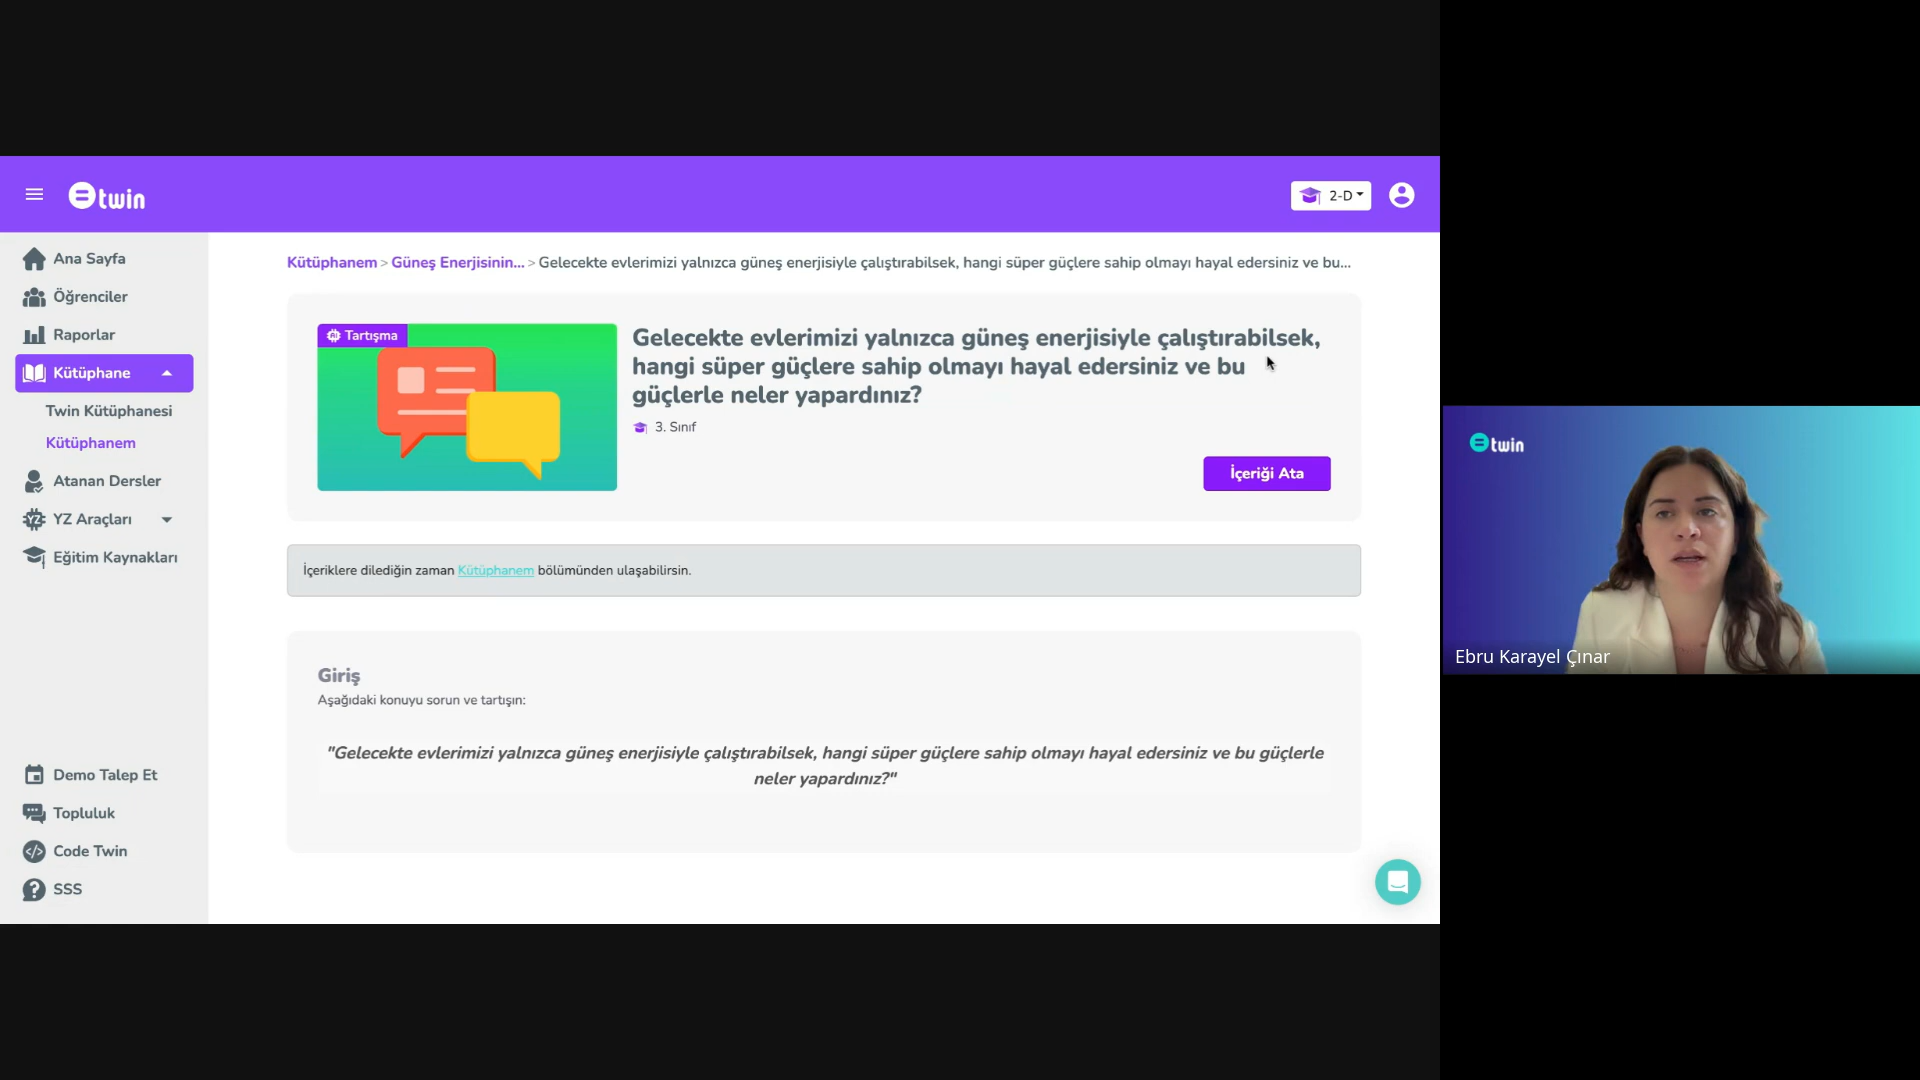 twin
2-D
Ana Sayfa
Öğrenciler
Raporlar
Kütüphane
Twin Kütüphanesi
Kütüphanem
Atanan Dersler
YZ YZ Araçları
Eğitim Kaynakları
Demo Talep Et
Topluluk
Code Twin
SSS
Kütüphanem > Güneş Enerjisinin... > Gelecekte evlerimizi yalnızca güneş enerjisiyle çalıştırabilsek, hangi süper güçlere sahip olmayı hayal edersiniz ve bu...
AI Tartışma
Gelecekte evlerimizi yalnızca güneş enerjisiyle çalıştırabilsek,
hangi süper güçlere sahip olmayı hayal edersiniz ve bu
güçlerle neler yapardınız?
3. Sınıf
İçeriği Ata
İçeriklere dilediğin zaman Kütüphanem bölümünden ulaşabilirsin.
Giriş
Aşağıdaki konuyu sorun ve tartışın:
"Gelecekte evlerimizi yalnızca güneş enerjisiyle çalıştırabilsek, hangi süper güçlere sahip olmayı hayal edersiniz ve bu güçlerle
neler yapardınız?"
twin
Ebru Karayel Çınar